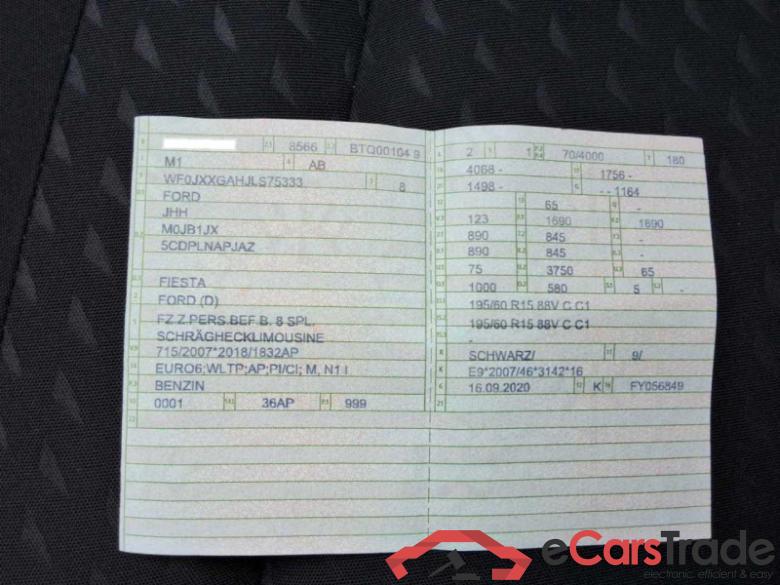 8566 BTQ00104 9
M1 AB
WF0JXXGAHJLS75333 8
FORD
JHH
M0JB1JX
5CDPLNAPJAZ
FIESTA
FORD (D)
FZ.Z.PERS.BEF.B. 8 SPL.
SCHRÄGHECKLIMOUSINE
715/2007*2018/1832AP
EURO6;WLTP;AP;PI/CI; M, N1 I
BENZIN
0001 36AP 999
2 1 70/4000 180
4068 - 1756 -
1498 - - - 1164
65 -
123 1690 1690
890 845 -
890 845 -
75 3750 65
1000 580 5 -
195/60 R15 88V C C1
195/60 R15 88V C C1
-
SCHWARZ/ 9/
E9*2007/46*3142*16
16.09.2020 K FY056849
eCarsTrade
electronic, efficient & easy